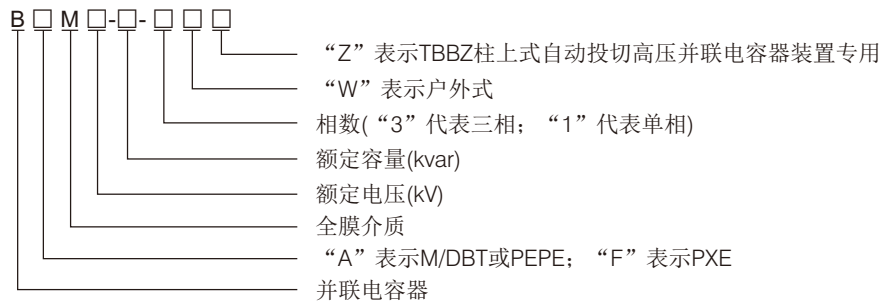 B□M□-□-□□□
“Z”表示TBBZ柱上式自动投切高压并联电容器装置专用
“W”表示户外式
相数(“3”代表三相；“1”代表单相)
额定容量(kvar)
额定电压(kV)
全膜介质
“A”表示M/DBT或PEPE；“F”表示PXE
并联电容器